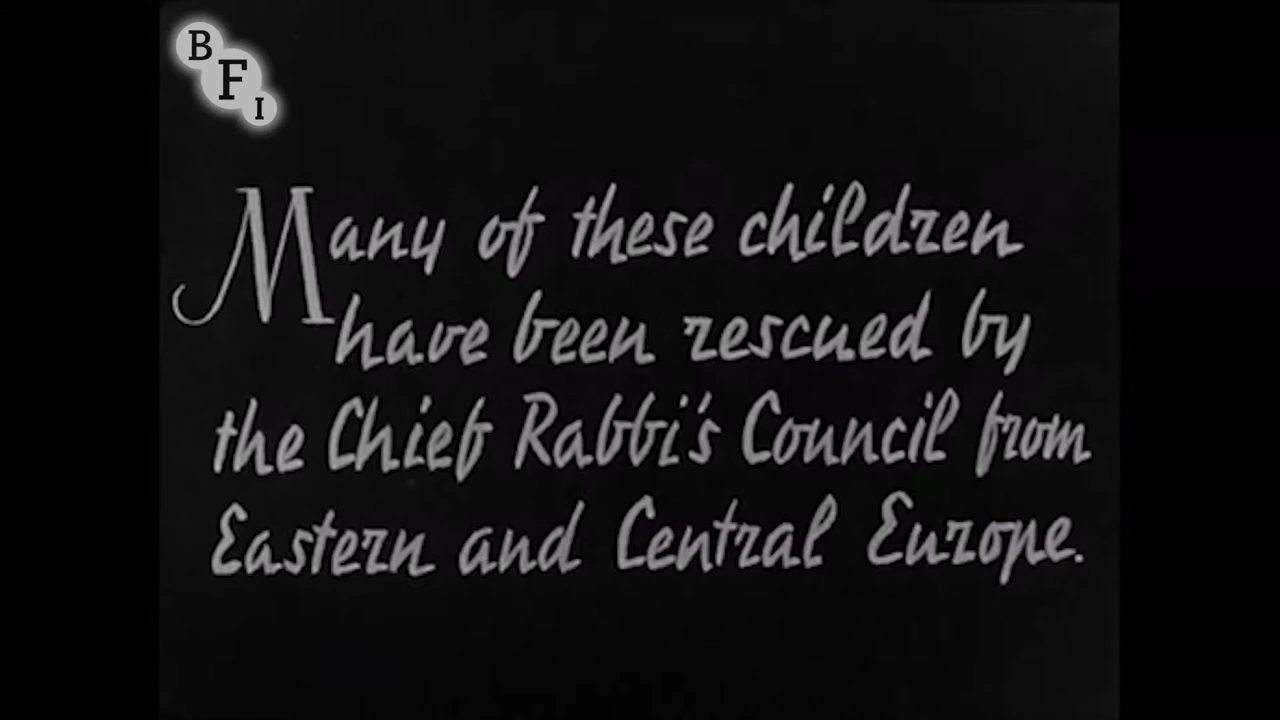 BFI
Many of these children
have been rescued by
the Chief Rabbi's Council from
Eastern and Central Europe.